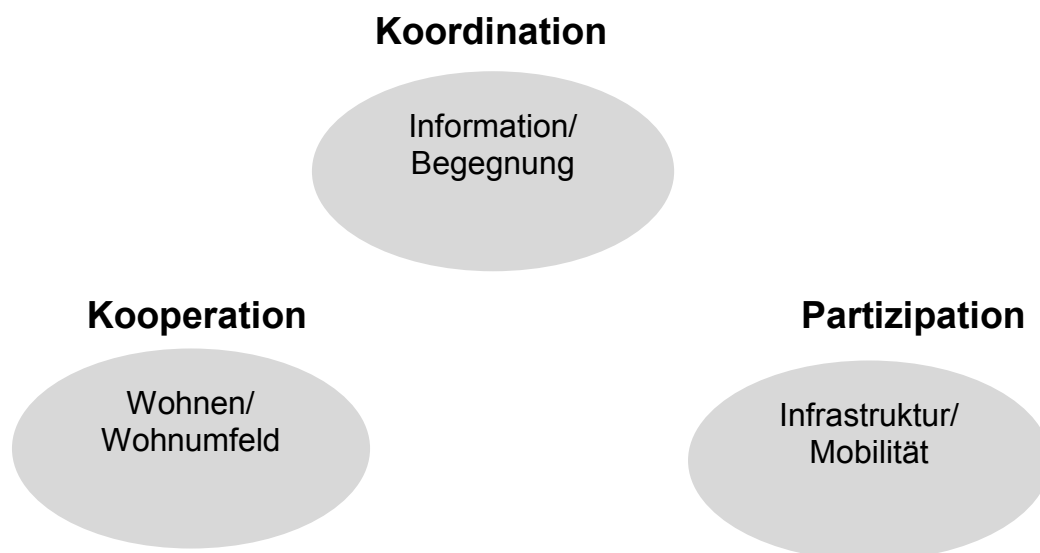 Koordination
Information/
Begegnung
Kooperation
Wohnen/
Wohnumfeld
Partizipation
Infrastruktur/
Mobilität